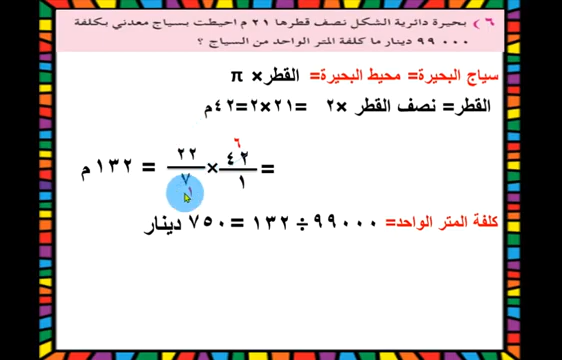 ٦) بحيرة دائرية الشكل نصف قطرها ٢١ م احيطت بسياج معدني بكلفة
٩٩٠٠٠ دينار ما كلفة المتر الواحد من السياج ؟
سياج البحيرة= محيط البحيرة= القطر× π
القطر= نصف القطر ×٢ =٢١×٢=٤٢م
٦
= ٤٢/١ × ٢٢/٧ = ١٣٢ م
١
كلفة المتر الواحد= ٩٩٠٠٠ ÷ ١٣٢ = ٧٥٠ دينار